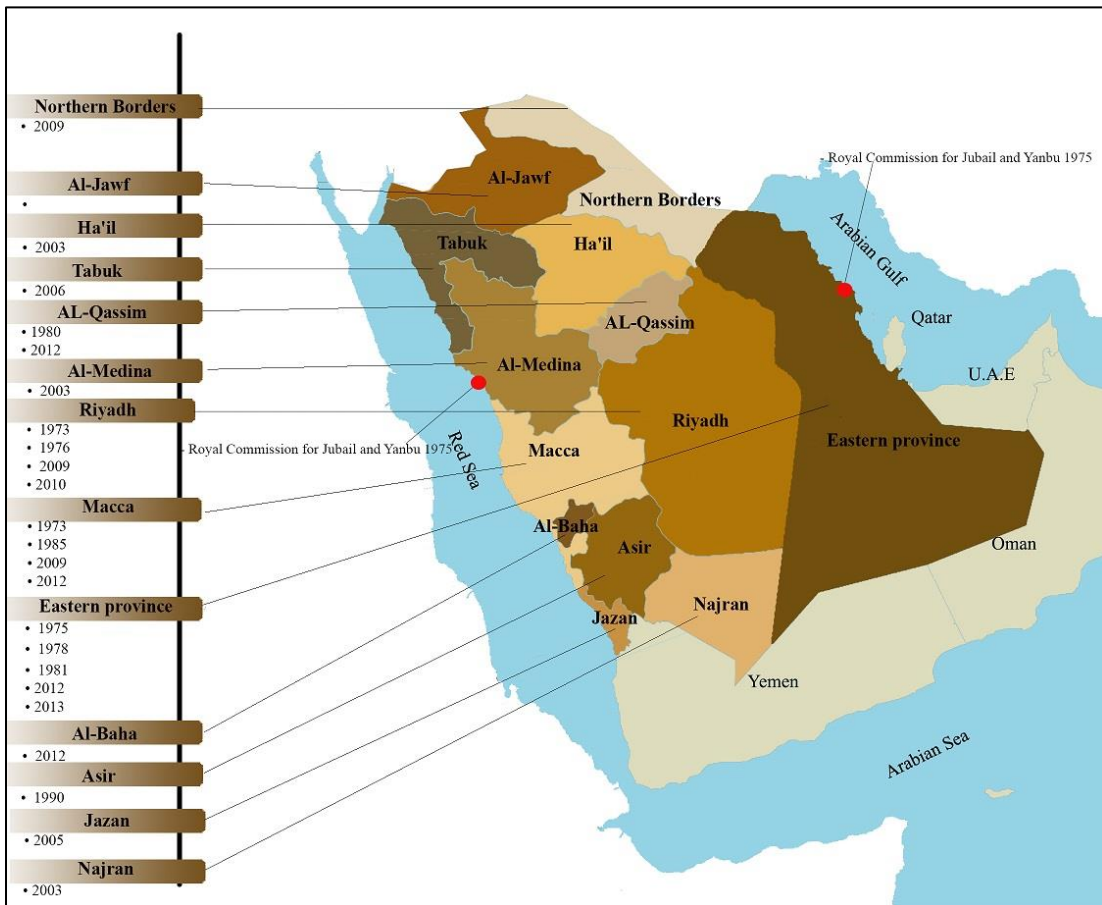 Northern Borders
• 2009
Al-Jawf
•
Ha'il
• 2003
Tabuk
• 2006
AL-Qassim
• 1980
• 2012
Al-Medina
• 2003
Riyadh
• 1973
• 1976
• 2009
• 2010
Macca
• 1973
• 1985
• 2009
• 2012
Eastern province
• 1975
• 1978
• 1981
• 2012
• 2013
Al-Baha
• 2012
Asir
• 1990
Jazan
• 2005
Najran
• 2003
- Royal Commission for Jubail and Yanbu 1975
Al-Jawf
Northern Borders
Arabian Gulf
Tabuk
Ha'il
AL-Qassim
Qatar
Al-Medina
U.A.E
Riyadh
Eastern province
- Royal Commission for Jubail and Yanbu 1975
Red Sea
Macca
Al-Baha
Asir
Oman
Najran
Jazan
Yemen
Arabian Sea